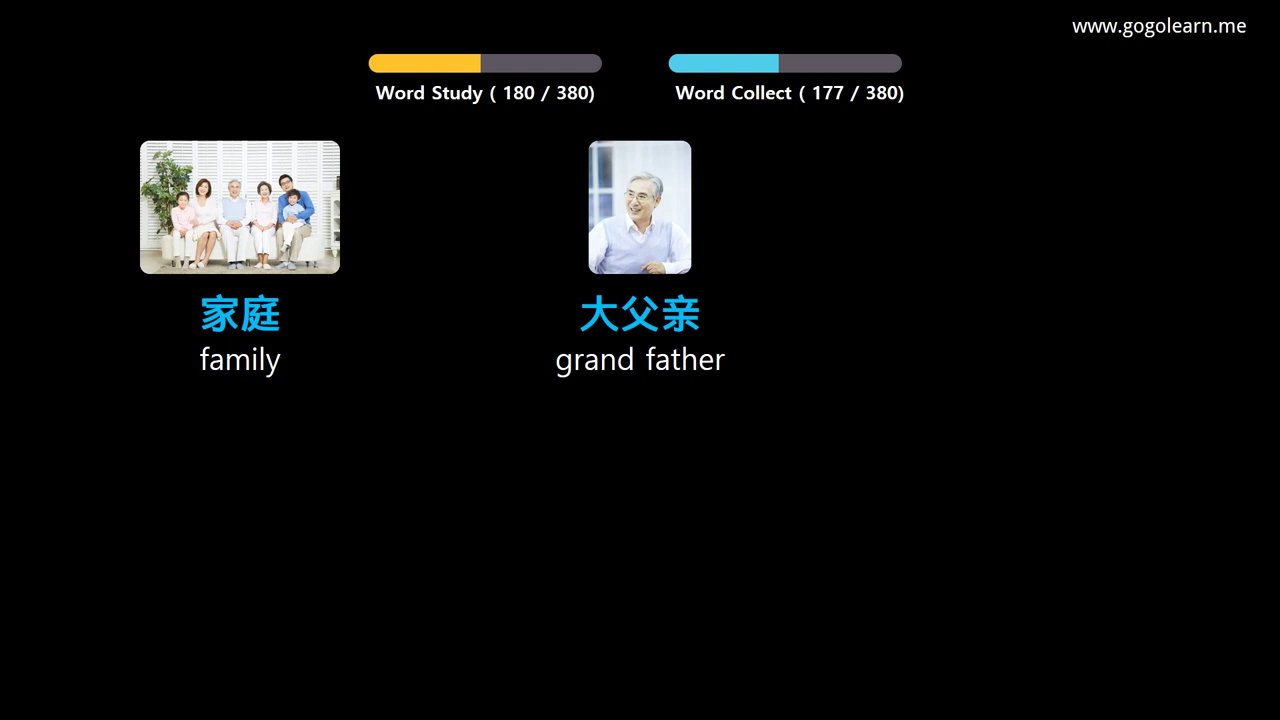 www.gogolearn.me
Word Study ( 180 / 380)
Word Collect ( 177 / 380)
家庭
family
大父亲
grand father